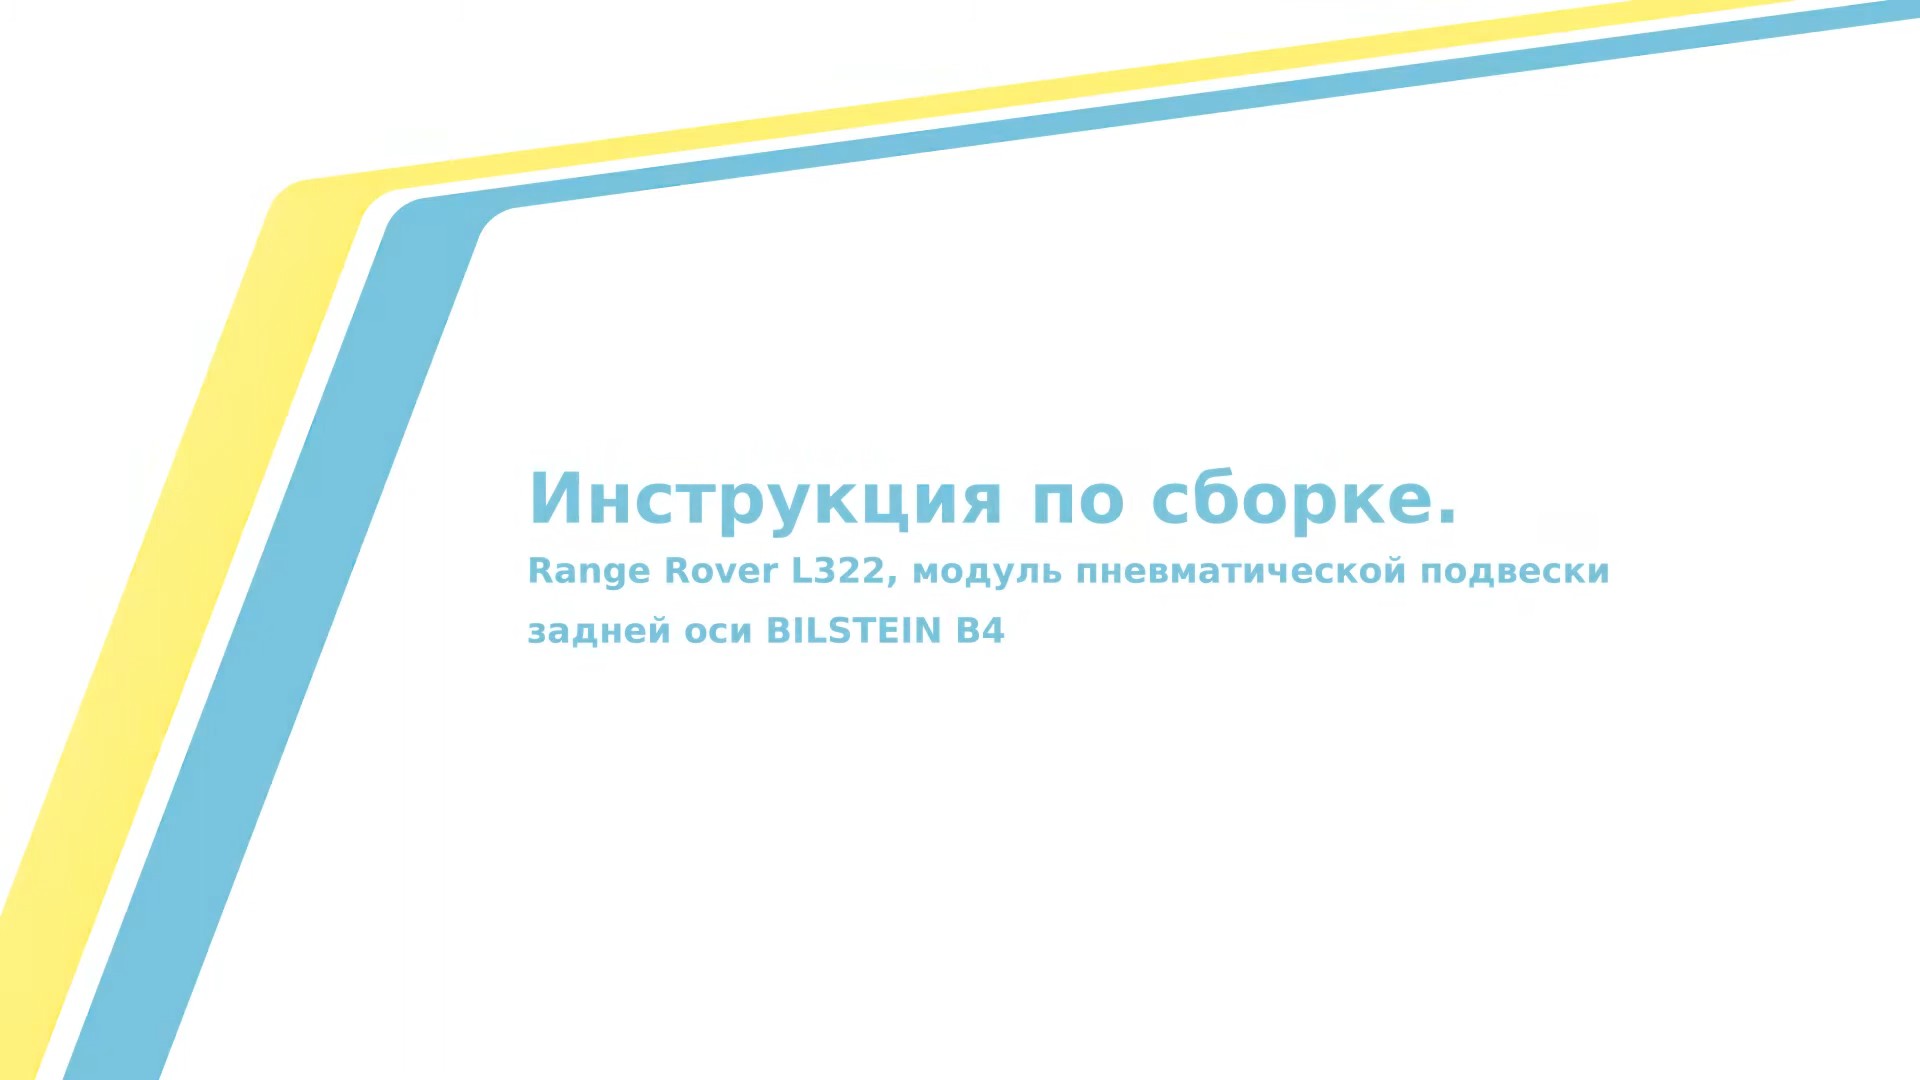 Инструкция по сборке.
Range Rover L322, модуль пневматической подвески
задней оси BILSTEIN B4